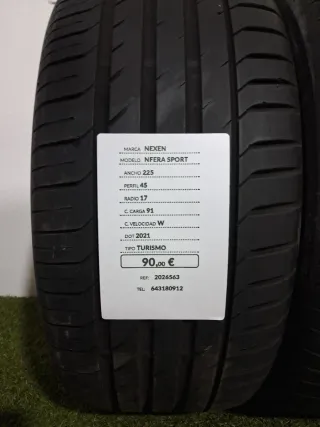 MARCA: NEXEN
MODELO: NFERA SPORT
ANCHO 225
PERFIL 45
RADIO 17
C. CARGA 91
C. VELOCIDAD W
DOT 2021
TIPO TURISMO
90,00 €
REF: 2026563
TEL: 643180912